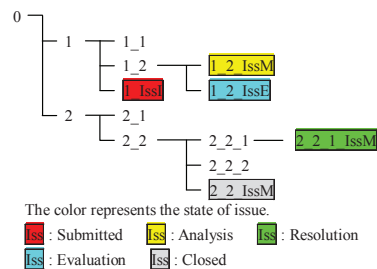 0
1 1_1
1_2 1_2_IssM
1_IssI 1_2_IssE
2 2_1
2_2 2_2_1 2_2_1_IssM
2_2_2
2_2_IssM
The color represents the state of issue.
Iss : Submitted Iss : Analysis Iss : Resolution
Iss : Evaluation Iss : Closed